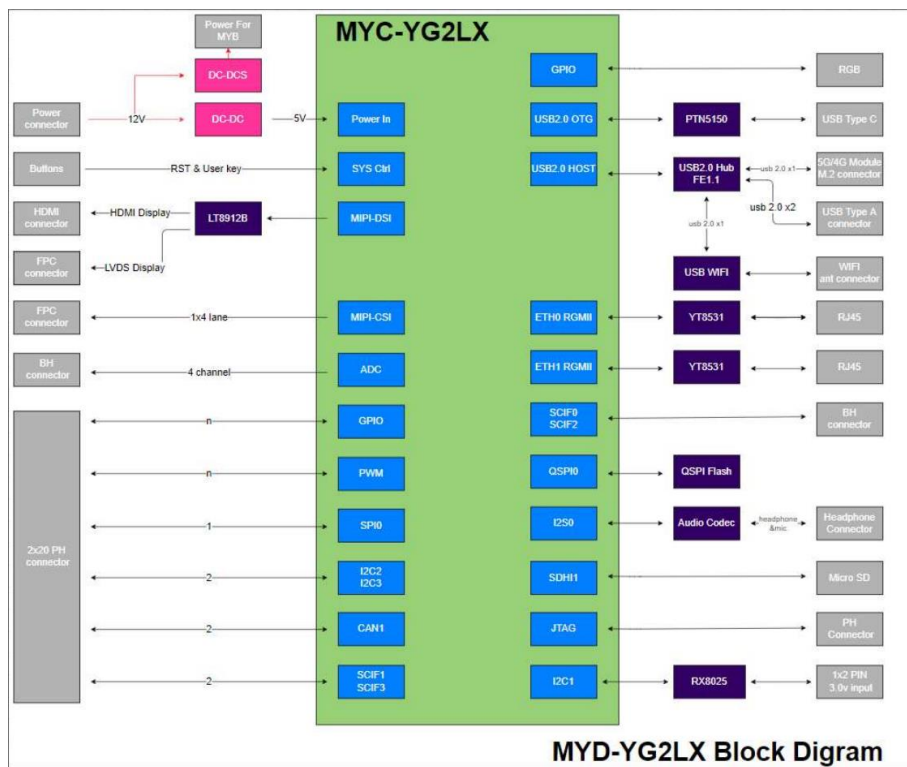 MYC-YG2LX
Power For
MYB
DC-DCS
Power
connector
12V
DC-DC
5V
Power In
Buttons
RST & User key
SYS Ctrl
HDMI
connector
HDMI Display
LT8912B
MIPI-DSI
FPC
connector
LVDS Display
FPC
connector
1x4 lane
MIPI-CSI
BH
connector
4 channel
ADC
2x20 PH
connector
n
GPIO
n
PWM
1
SPI0
2
I2C2
I2C3
2
CAN1
2
SCIF1
SCIF3
GPIO
RGB
USB2.0 OTG
PTN5150
USB Type C
USB2.0 HOST
USB2.0 Hub
FE1.1
usb 2.0 x1
5G/4G Module
M.2 connector
usb 2.0 x2
USB Type A
connector
usb 2.0 x1
USB WIFI
WIFI
ant connector
ETH0 RGMII
YT8531
RJ45
ETH1 RGMII
YT8531
RJ45
SCIF0
SCIF2
BH
connector
QSPI0
QSPI Flash
I2S0
Audio Codec
headphone
&mic
Headphone
Connector
SDHI1
Micro SD
JTAG
PH
Connector
I2C1
RX8025
1x2 PIN
3.0v input
MYD-YG2LX Block Digram